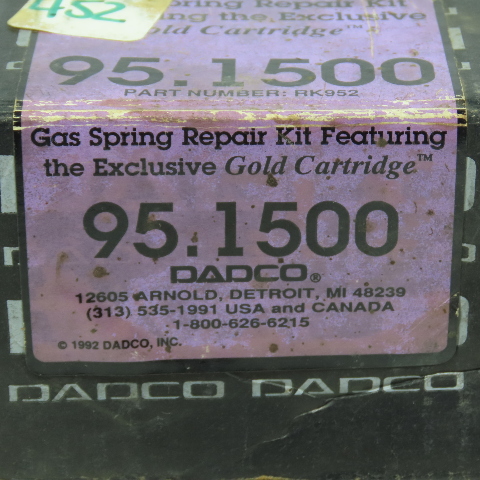 452
Spring Repair Kit
the Exclusive
Gold Cartridge™
95.1500
PART NUMBER: RK952
Gas Spring Repair Kit Featuring
the Exclusive Gold Cartridge™
95.1500
DADCO®
12605 ARNOLD, DETROIT, MI 48239
(313) 535-1991 USA and CANADA
1-800-626-6215
© 1992 DADCO, INC.
DADCO DADCO